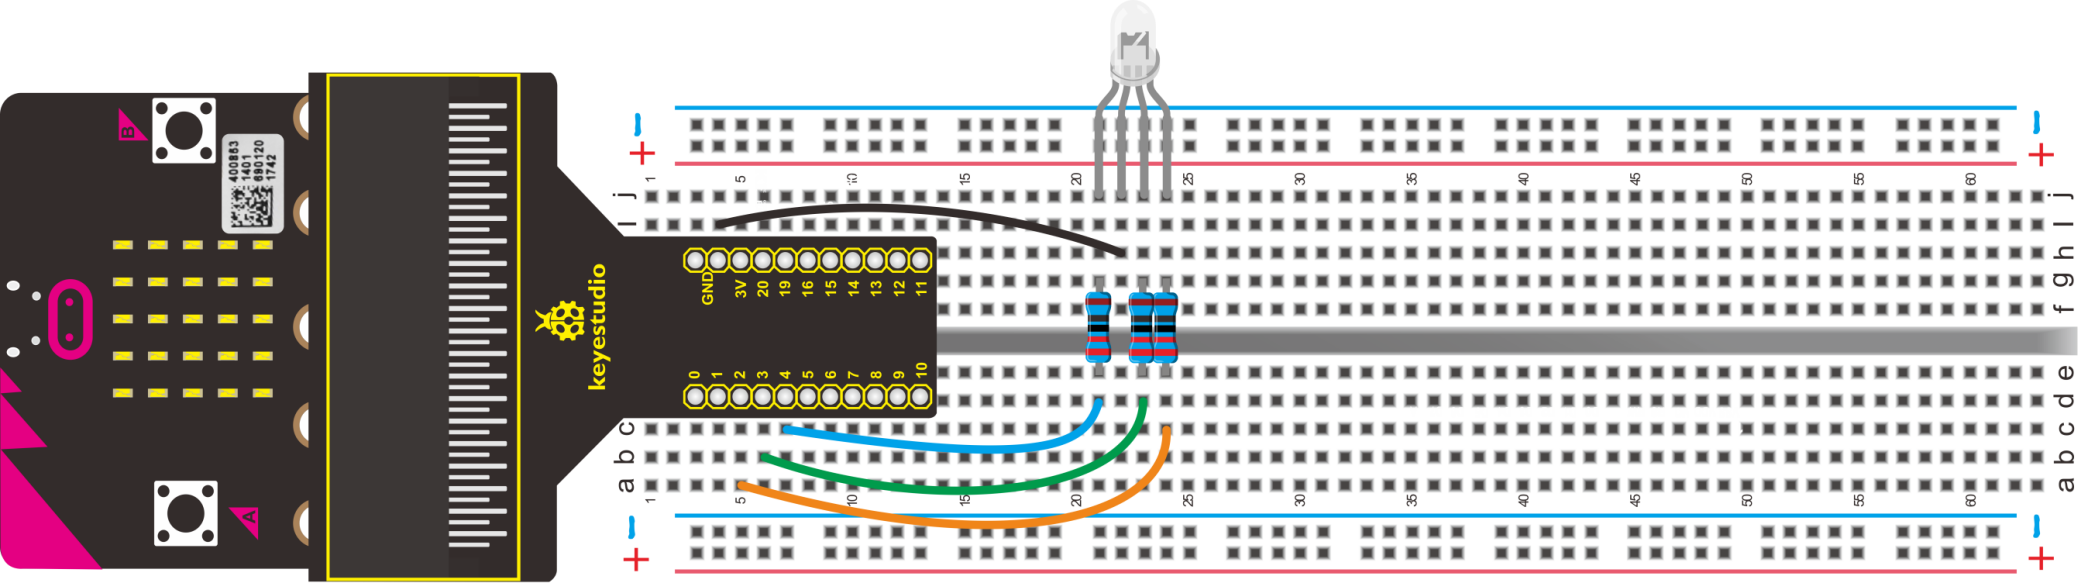 B
400863
1401
690120
1742
A
keyestudio
GND 3V 20 19 16 15 14 13 12 11
0 1 2 3 4 5 6 7 8 9 10
- -
+ +
1 5 10 15 20 25 30 35 40 45 50 55 60
j j
i i
h
g
f
e
d
c c
b b
a a
1 5 10 15 20 25 30 35 40 45 50 55 60
- -
+ +